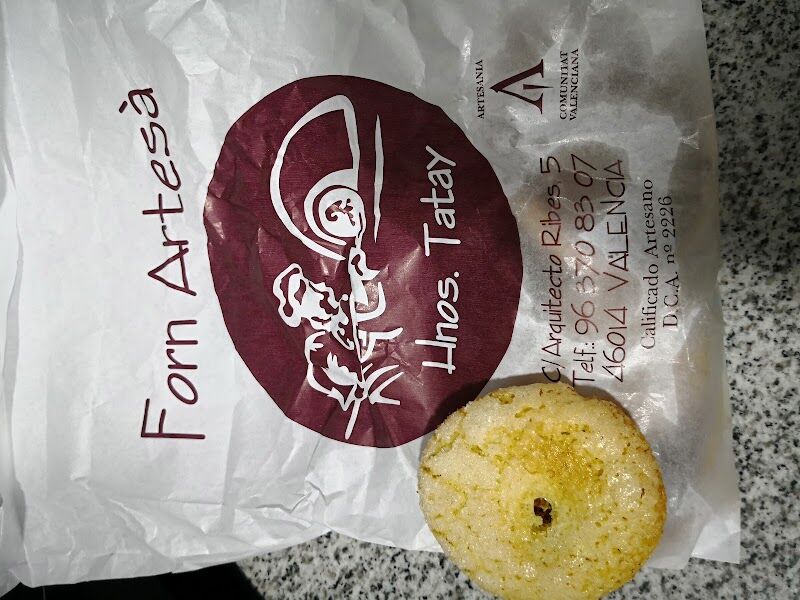 Forn Artesà
Hnos. Tatay
ARTESANIA
COMUNITAT
VALENCIANA
C/Arquitecto Ribes 5
Telf.: 96 370 83 07
46014 VALENCIA
Calificado Artesano
D.C.A. nº 2226